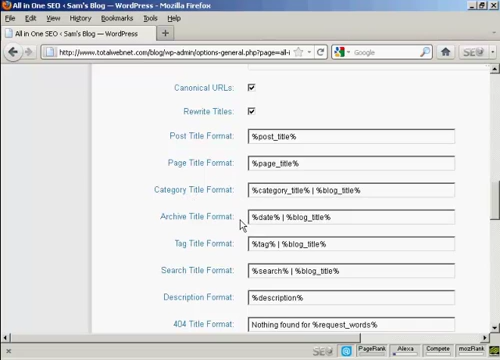 All in One SEO < Sam's Blog — WordPress - Mozilla Firefox
File Edit View History Bookmarks Tools Help
All in One SEO < Sam's Blog — WordPress +
http://www.totalwebnet.com/blog/wp-admin/options-general.php?page=all-i
Google
Canonical URLs:
Rewrite Titles:
Post Title Format: %post_title%
Page Title Format: %page_title%
Category Title Format: %category_title% | %blog_title%
Archive Title Format: %date% | %blog_title%
Tag Title Format: %tag% | %blog_title%
Search Title Format: %search% | %blog_title%
Description Format: %description%
404 Title Format: Nothing found for %request_words%
PageRank Alexa Compete mozRank